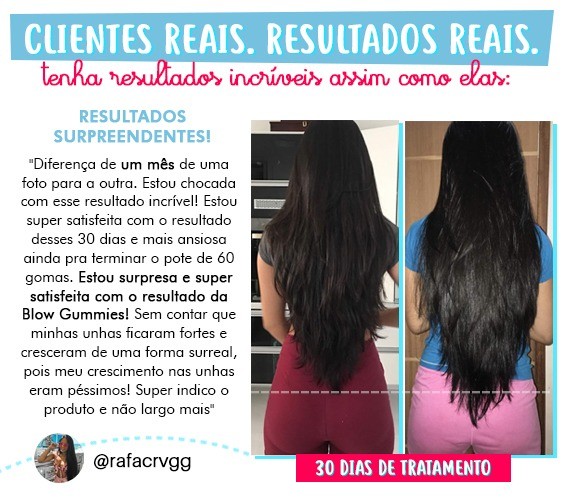 CLIENTES REAIS. RESULTADOS REAIS.
tenha resultados incríveis assim como elas:
RESULTADOS
SURPREENDENTES!
"Diferença de um mês de uma
foto para a outra. Estou chocada
com esse resultado incrível! Estou
super satisfeita com o resultado
desses 30 dias e mais ansiosa
ainda pra terminar o pote de 60
gomas. Estou surpresa e super
satisfeita com o resultado da
Blow Gummies! Sem contar que
minhas unhas ficaram fortes e
cresceram de uma forma surreal,
pois meu crescimento nas unhas
eram péssimos! Super indico o
produto e não largo mais"
@rafacrvgg
30 DIAS DE TRATAMENTO